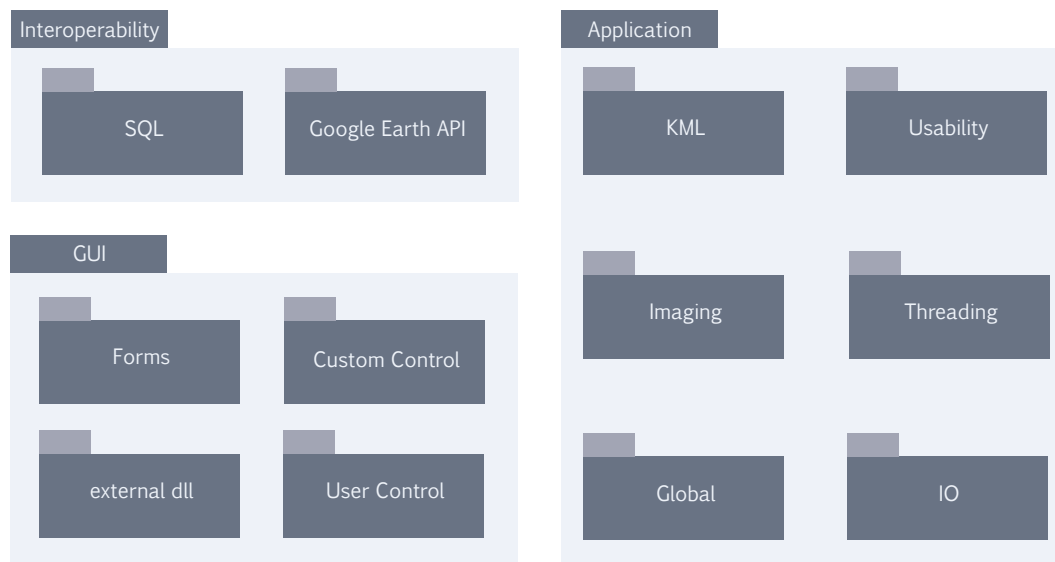 Interoperability
SQL
Google Earth API
GUI
Forms
Custom Control
external dll
User Control
Application
KML
Usability
Imaging
Threading
Global
IO